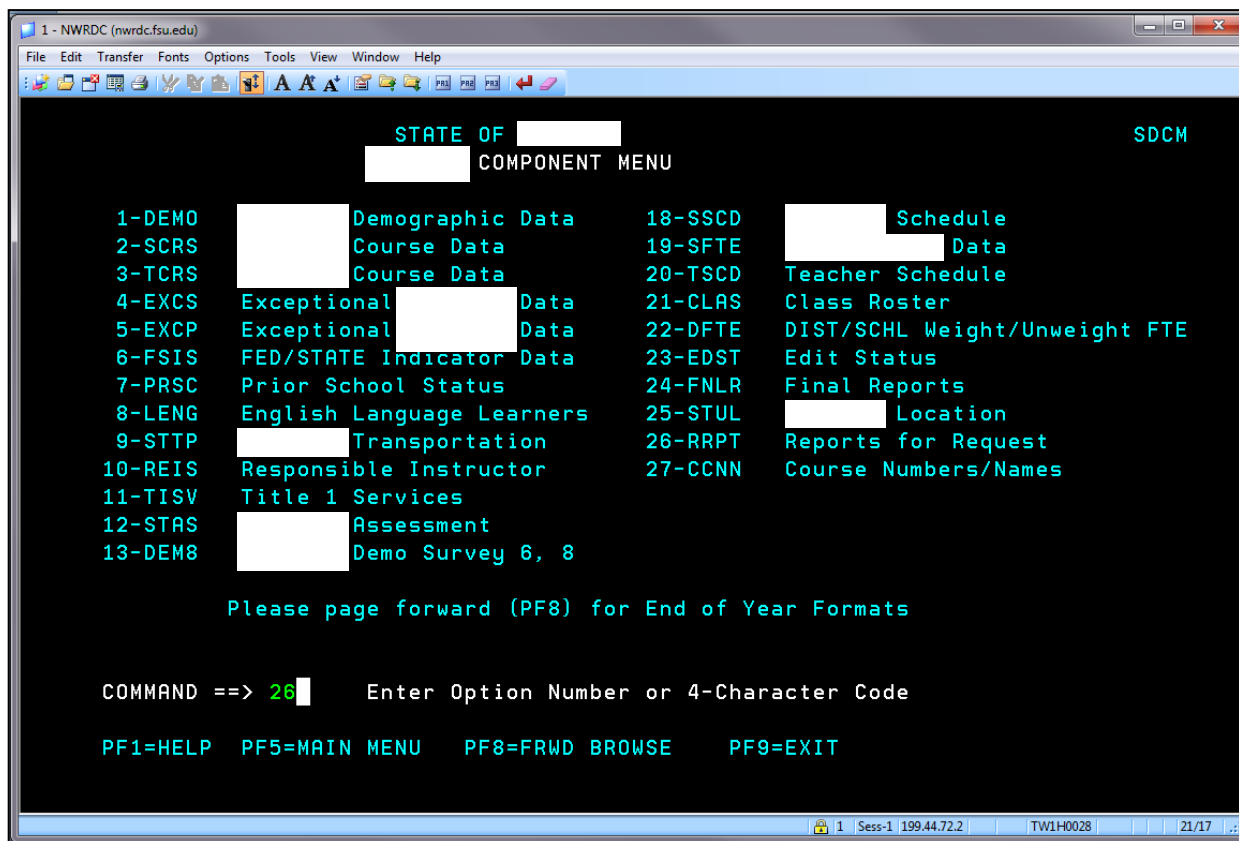 1 - NWRDC (nwrdc.fsu.edu)
File Edit Transfer Fonts Options Tools View Window Help
PA1 PA2 PA3
STATE OF SDCM
COMPONENT MENU
1-DEMO Demographic Data 18-SSCD Schedule
2-SCRS Course Data 19-SFTE Data
3-TCRS Course Data 20-TSCD Teacher Schedule
4-EXCS Exceptional Data 21-CLAS Class Roster
5-EXCP Exceptional Data 22-DFTE DIST/SCHL Weight/Unweight FTE
6-FSIS FED/STATE Indicator Data 23-EDST Edit Status
7-PRSC Prior School Status 24-FNLR Final Reports
8-LENG English Language Learners 25-STUL Location
9-STTP Transportation 26-RRPT Reports for Request
10-REIS Responsible Instructor 27-CCNN Course Numbers/Names
11-TISV Title 1 Services
12-STAS Assessment
13-DEM8 Demo Survey 6, 8
Please page forward (PF8) for End of Year Formats
COMMAND ==> 26 Enter Option Number or 4-Character Code
PF1=HELP PF5=MAIN MENU PF8=FRWD BROWSE PF9=EXIT
1 Sess-1 199.44.72.2 TW1H0028 21/17